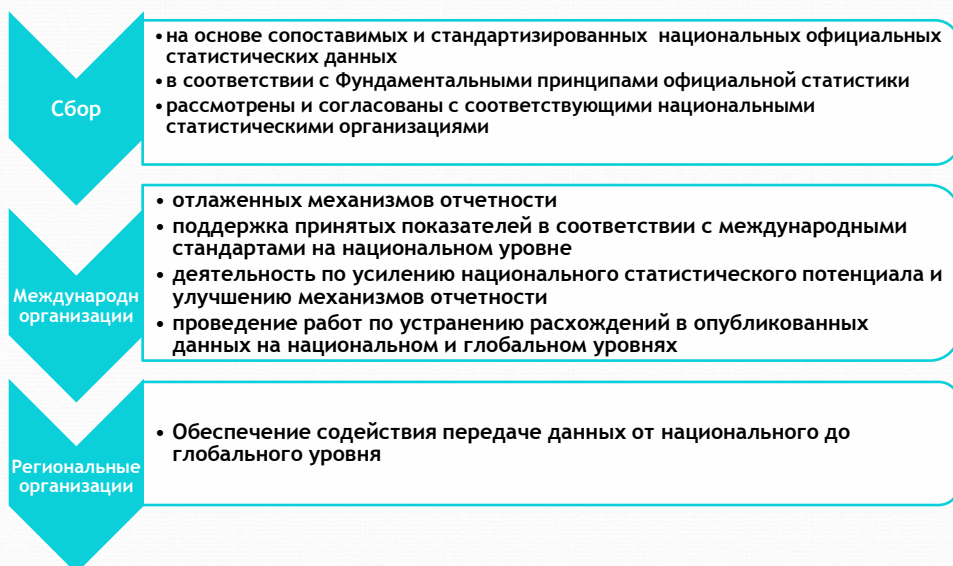 Сбор
•на основе сопоставимых и стандартизированных национальных официальных
статистических данных
•в соответствии с Фундаментальными принципами официальной статистики
•рассмотрены и согласованы с соответствующими национальными
статистическими организациями
Международн
организации
• отлаженных механизмов отчетности
• поддержка принятых показателей в соответствии с международными
стандартами на национальном уровне
• деятельность по усилению национального статистического потенциала и
улучшению механизмов отчетности
• проведение работ по устранению расхождений в опубликованных
данных на национальном и глобальном уровнях
Региональные
организации
• Обеспечение содействия передаче данных от национального до
глобального уровня